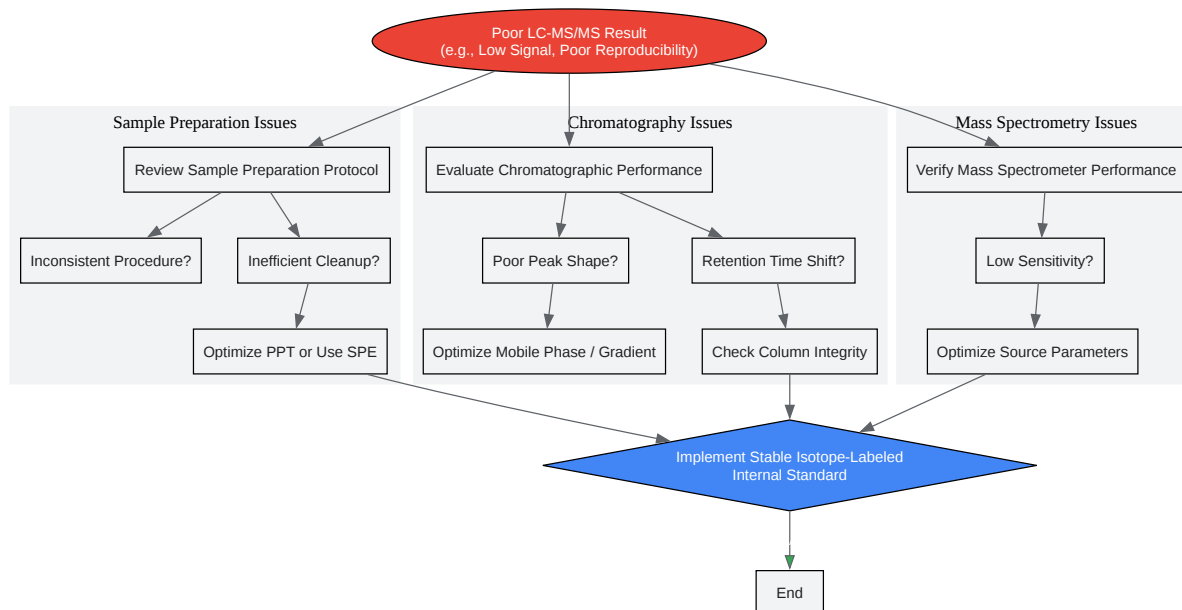 Poor LC-MS/MS Result
(e.g., Low Signal, Poor Reproducibility)
Sample Preparation Issues
Chromatography Issues
Mass Spectrometry Issues
Review Sample Preparation Protocol
Evaluate Chromatographic Performance
Verify Mass Spectrometer Performance
Inconsistent Procedure?
Inefficient Cleanup?
Poor Peak Shape?
Retention Time Shift?
Low Sensitivity?
Optimize PPT or Use SPE
Optimize Mobile Phase / Gradient
Check Column Integrity
Optimize Source Parameters
Implement Stable Isotope-Labeled
Internal Standard
End